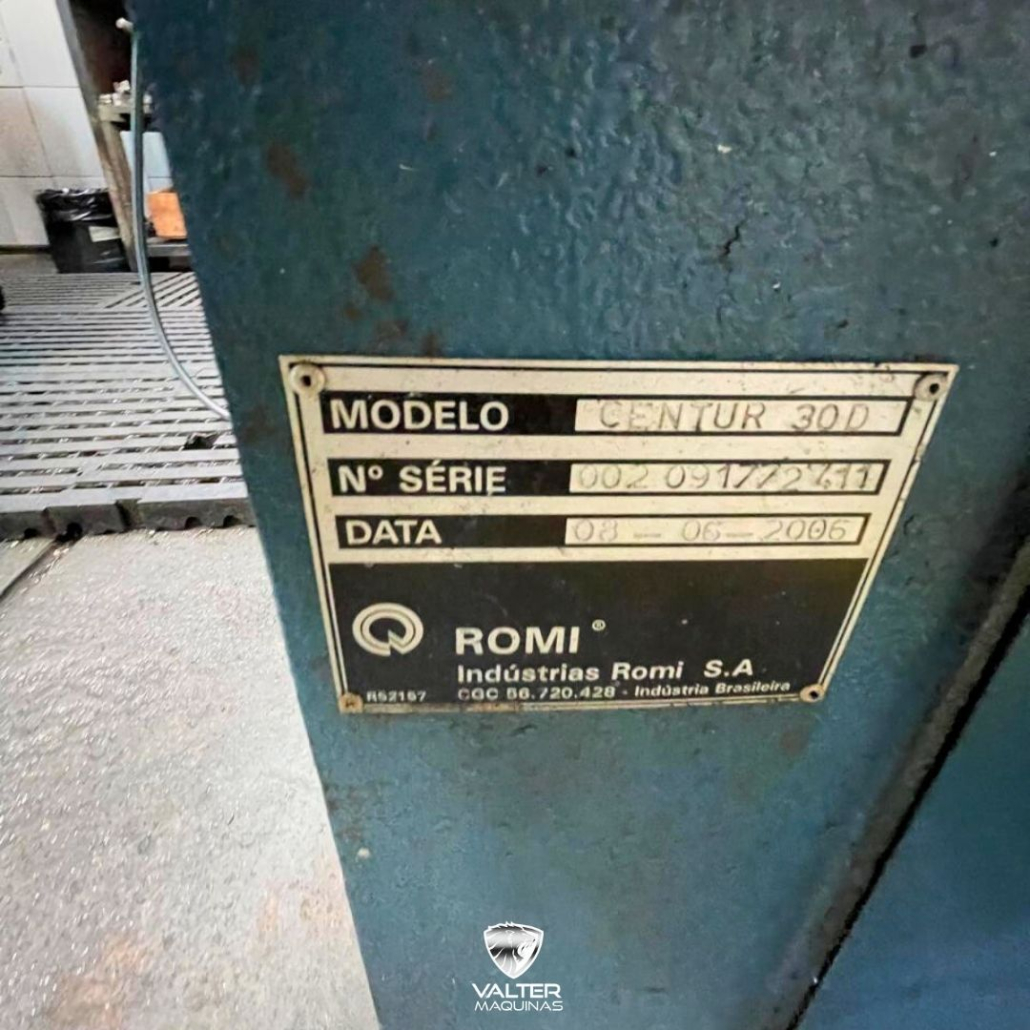 MODELO CENTUR 30D
Nº SÉRIE 002
DATA 08 - 06 - 2006
ROMI ®
Indústrias Romi S.A
R52157 CGC 56.720.428 - Indústria Brasileira
VALTER
MAQUINAS